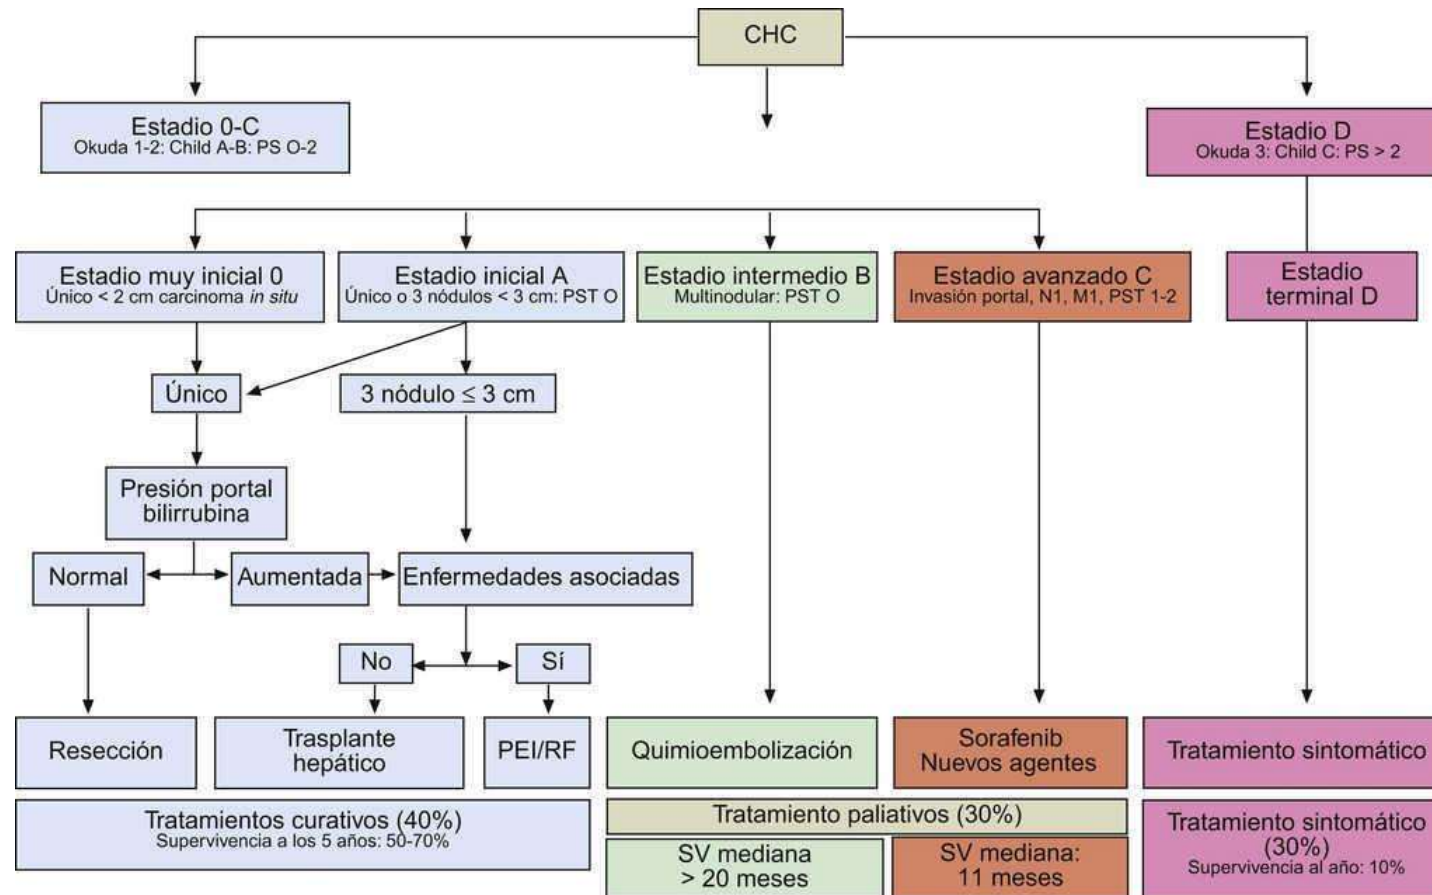 CHC
Estadio 0-C
Okuda 1-2: Child A-B: PS O-2
Estadio D
Okuda 3: Child C: PS > 2
Estadio muy inicial 0
Único < 2 cm carcinoma in situ
Estadio inicial A
Único o 3 nódulos < 3 cm: PST O
Estadio intermedio B
Multinodular: PST O
Estadio avanzado C
Invasión portal, N1, M1, PST 1-2
Estadio
terminal D
Único
3 nódulo ≤ 3 cm
Presión portal
bilirrubina
Normal
Aumentada
Enfermedades asociadas
No
Sí
Resección
Trasplante
hepático
PEI/RF
Quimioembolización
Sorafenib
Nuevos agentes
Tratamiento sintomático
Tratamientos curativos (40%)
Supervivencia a los 5 años: 50-70%
Tratamiento paliativos (30%)
SV mediana
> 20 meses
SV mediana:
11 meses
Tratamiento sintomático
(30%)
Supervivencia al año: 10%